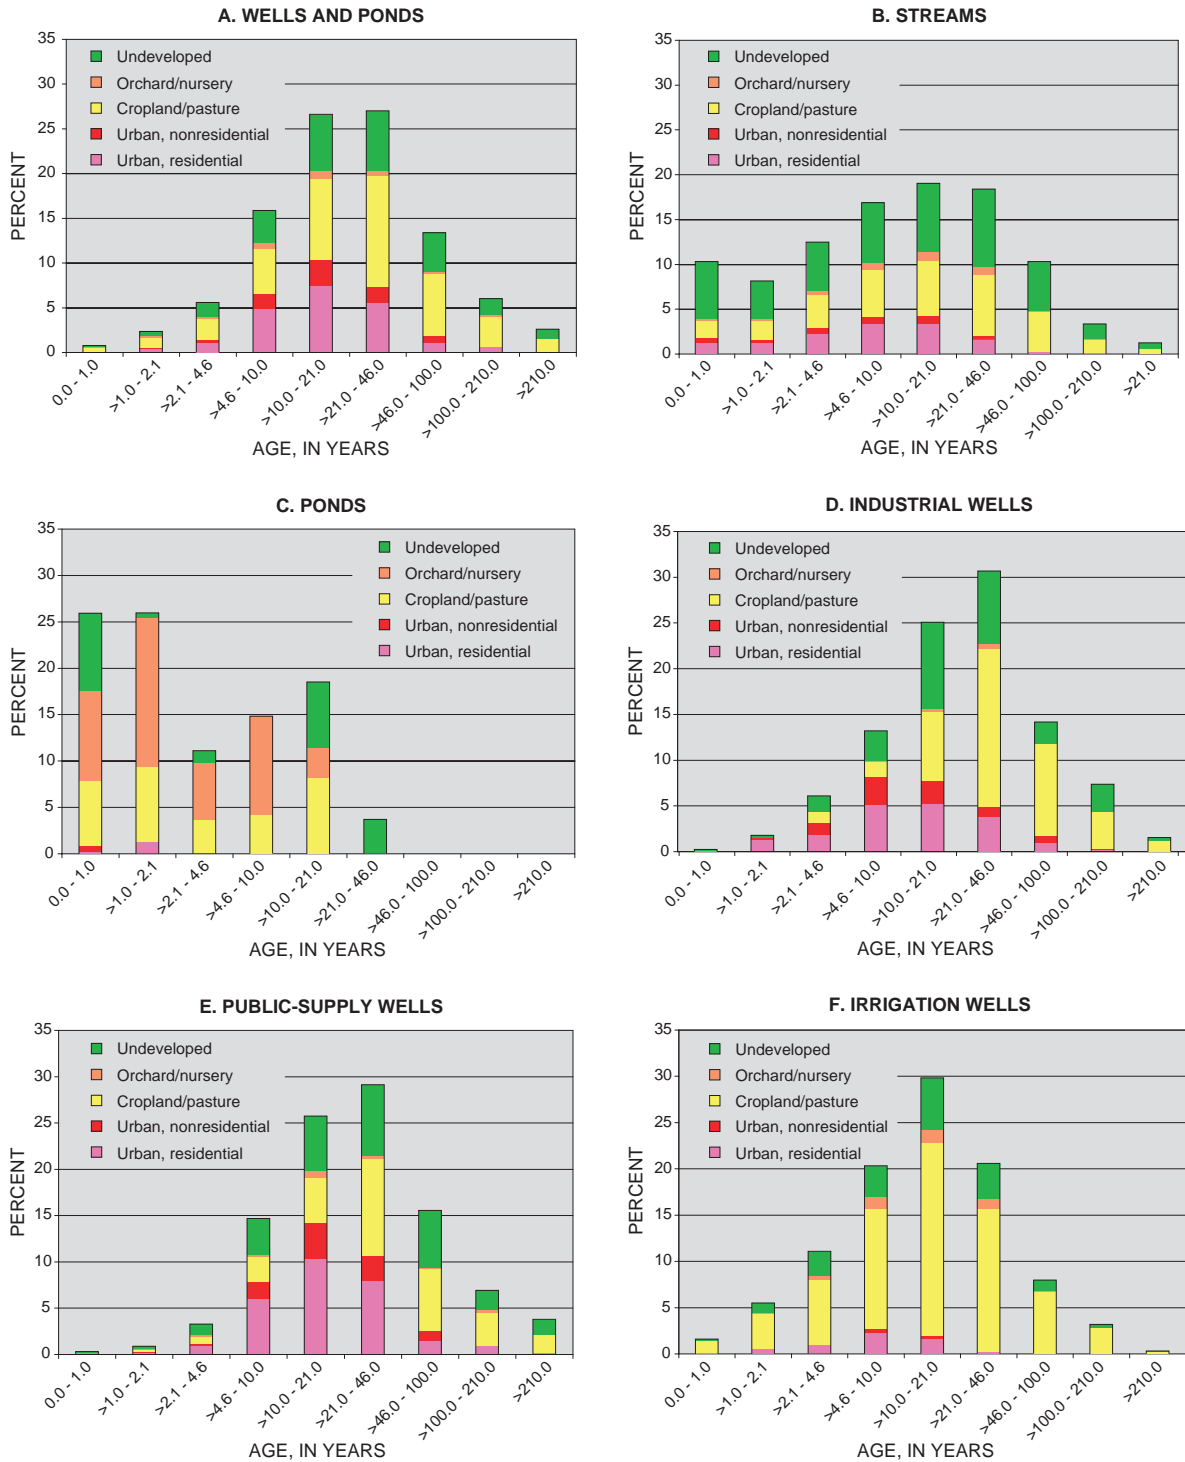 A. WELLS AND PONDS
35
30
25
20
15
10
5
0
PERCENT
Undeveloped
Orchard/nursery
Cropland/pasture
Urban, nonresidential
Urban, residential
0.0 - 1.0
>1.0 - 2.1
>2.1 - 4.6
>4.6 - 10.0
>10.0 - 21.0
>21.0 - 46.0
>46.0 - 100.0
>100.0 - 210.0
>210.0
AGE, IN YEARS
B. STREAMS
35
30
25
20
15
10
5
0
PERCENT
Undeveloped
Orchard/nursery
Cropland/pasture
Urban, nonresidential
Urban, residential
0.0 - 1.0
>1.0 - 2.1
>2.1 - 4.6
>4.6 - 10.0
>10.0 - 21.0
>21.0 - 46.0
>46.0 - 100.0
>100.0 - 210.0
>21.0
AGE, IN YEARS
C. PONDS
35
30
25
20
15
10
5
0
PERCENT
Undeveloped
Orchard/nursery
Cropland/pasture
Urban, nonresidential
Urban, residential
0.0 - 1.0
>1.0 - 2.1
>2.1 - 4.6
>4.6 - 10.0
>10.0 - 21.0
>21.0 - 46.0
>46.0 - 100.0
>100.0 - 210.0
>210.0
AGE, IN YEARS
D. INDUSTRIAL WELLS
35
30
25
20
15
10
5
0
PERCENT
Undeveloped
Orchard/nursery
Cropland/pasture
Urban, nonresidential
Urban, residential
0.0 - 1.0
>1.0 - 2.1
>2.1 - 4.6
>4.6 - 10.0
>10.0 - 21.0
>21.0 - 46.0
>46.0 - 100.0
>100.0 - 210.0
>210.0
AGE, IN YEARS
E. PUBLIC-SUPPLY WELLS
35
30
25
20
15
10
5
0
PERCENT
Undeveloped
Orchard/nursery
Cropland/pasture
Urban, nonresidential
Urban, residential
0.0 - 1.0
>1.0 - 2.1
>2.1 - 4.6
>4.6 - 10.0
>10.0 - 21.0
>21.0 - 46.0
>46.0 - 100.0
>100.0 - 210.0
>210.0
AGE, IN YEARS
F. IRRIGATION WELLS
35
30
25
20
15
10
5
0
PERCENT
Undeveloped
Orchard/nursery
Cropland/pasture
Urban, nonresidential
Urban, residential
0.0 - 1.0
>1.0 - 2.1
>2.1 - 4.6
>4.6 - 10.0
>10.0 - 21.0
>21.0 - 46.0
>46.0 - 100.0
>100.0 - 210.0
>210.0
AGE, IN YEARS